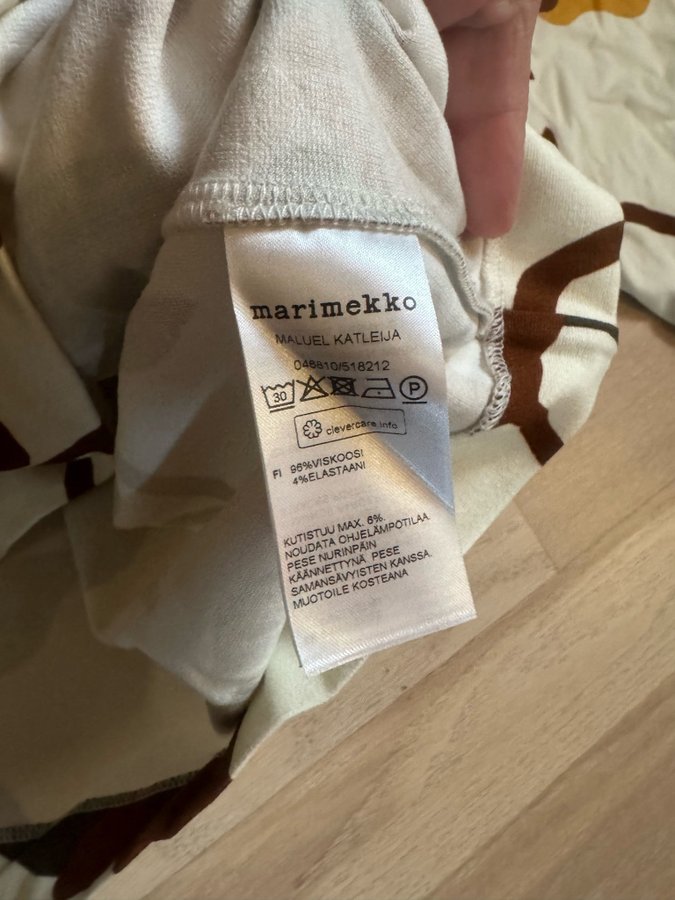 marimekko
MALUEL KATLEIJA
046810/518212
30 P
clevercare.info
FI 96%VISKOOSI
4%ELASTAANI
KUTISTUU MAX. 6%.
NOUDATA OHJELÄMPÖTILAA.
PESE NURINPÄIN
KÄÄNNETTYNÄ. PESE
SAMANSÄVYISTEN KANSSA.
MUOTOILE KOSTEANA